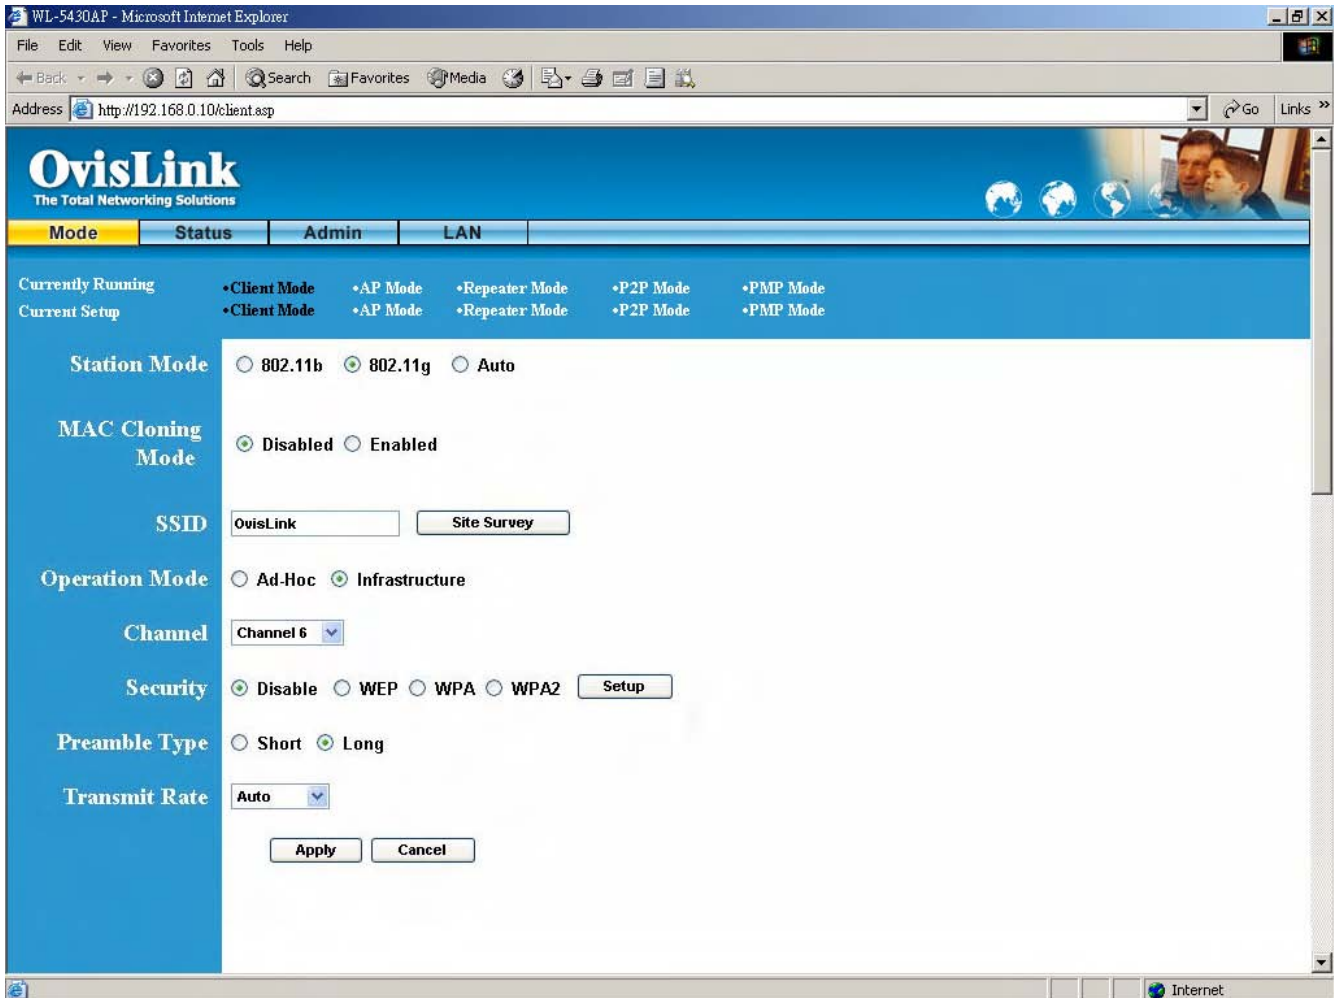 WL-5430AP - Microsoft Internet Explorer
File Edit View Favorites Tools Help
Back Search Favorites Media
Address http://192.168.0.10/client.asp Go Links »
OvisLink
The Total Networking Solutions
Mode Status Admin LAN
Currently Running •Client Mode •AP Mode •Repeater Mode •P2P Mode •PMP Mode
Current Setup •Client Mode •AP Mode •Repeater Mode •P2P Mode •PMP Mode
Station Mode 802.11b 802.11g Auto
MAC Cloning
Mode Disabled Enabled
SSID OvisLink Site Survey
Operation Mode Ad-Hoc Infrastructure
Channel Channel 6
Security Disable WEP WPA WPA2 Setup
Preamble Type Short Long
Transmit Rate Auto
Apply Cancel
Internet